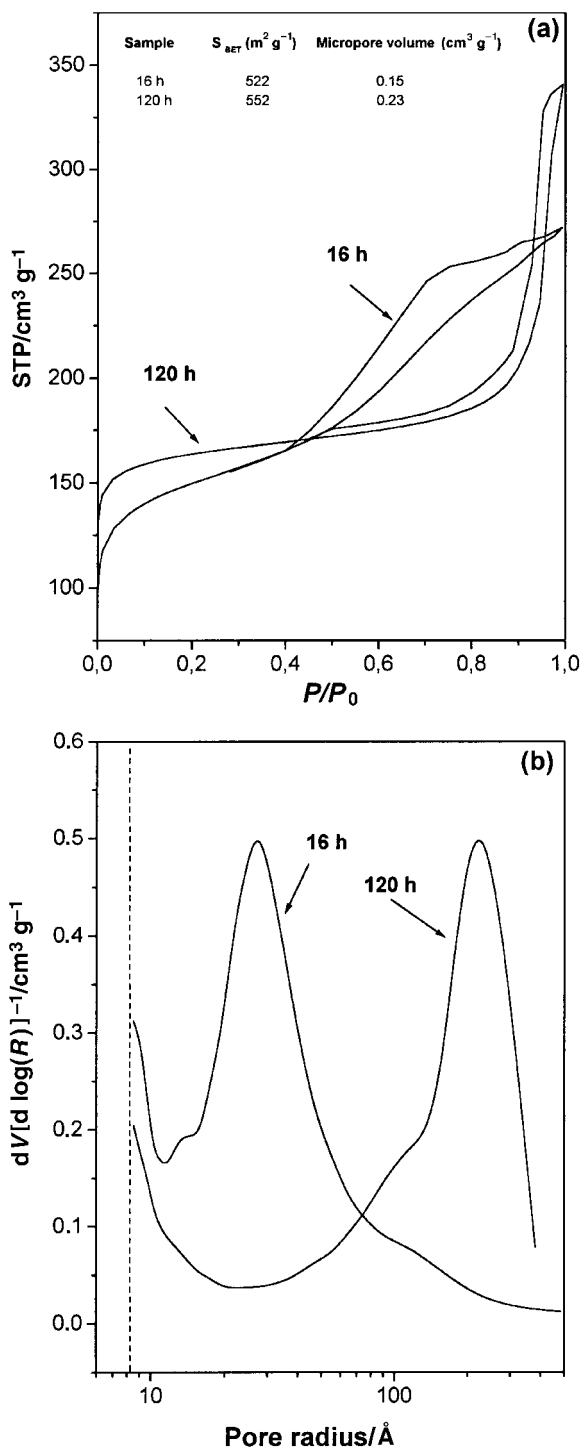 (a)
Sample S BET (m² g⁻¹) Micropore volume (cm³ g⁻¹)
16 h 522 0.15
120 h 552 0.23
350
300
250
200
150
100
STP/cm³ g⁻¹
16 h
120 h
0,0 0,2 0,4 0,6 0,8 1,0
P/P₀
(b)
0.6
0.5
0.4
0.3
0.2
0.1
0.0
dV[d log(R)]⁻¹/cm³ g⁻¹
16 h
120 h
10 100
Pore radius/Å